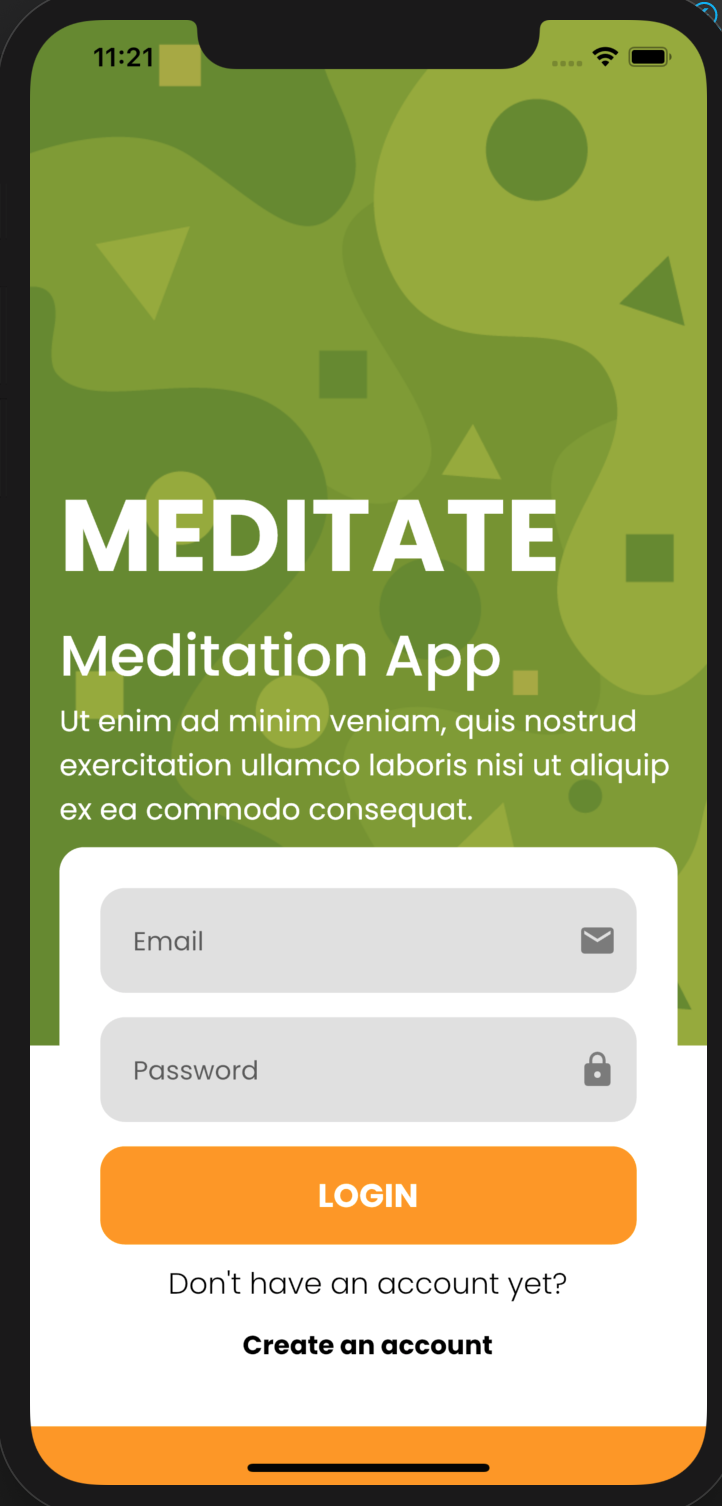 11:21
MEDITATE
Meditation App
Ut enim ad minim veniam, quis nostrud
exercitation ullamco laboris nisi ut aliquip
ex ea commodo consequat.
Email
Password
LOGIN
Don't have an account yet?
Create an account